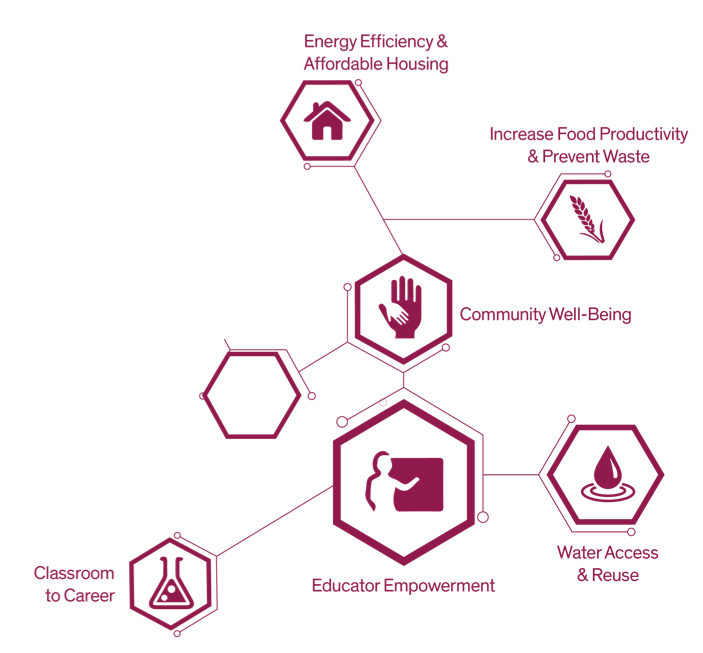 Energy Efficiency &
Affordable Housing
Increase Food Productivity
& Prevent Waste
Community Well-Being
Water Access
& Reuse
Educator Empowerment
Classroom
to Career